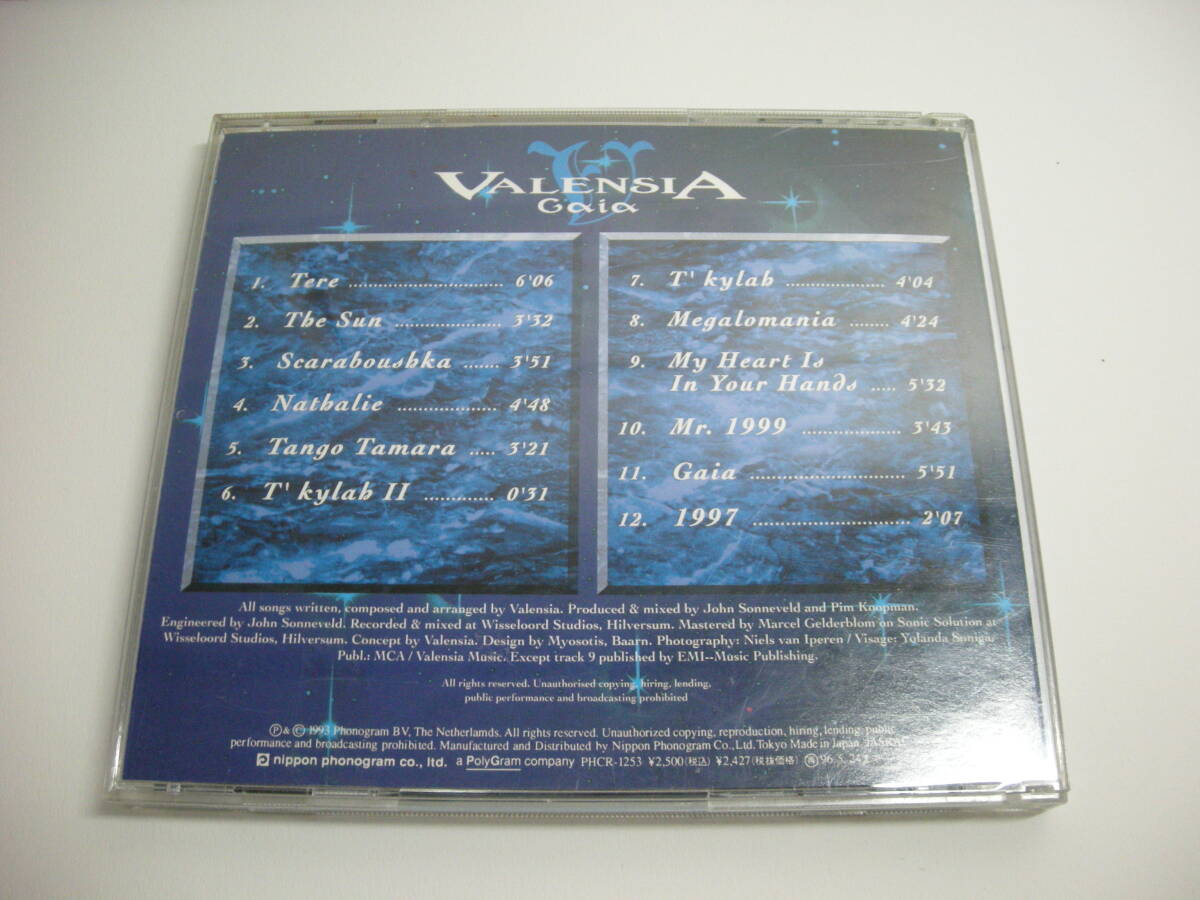 VALENSIA
Gaia
1. Tere .............................. 6'06
2. The Sun ..................... 3'32
3. Scaraboushka ....... 3'51
4. Nathalie ................... 4'48
5. Tango Tamara ..... 3'21
6. T' kylah II ............. 0'31
7. T' kylah ................... 4'04
8. Megalomania ........ 4'24
9. My Heart Is
In Your Hands ..... 5'32
10. Mr. 1999 ................... 3'43
11. Gaia ......................... 5'51
12. 1997 ............................. 2'07
All songs written, composed and arranged by Valensia. Produced & mixed by John Sonneveld and Pim Koopman.
Engineered by John Sonneveld. Recorded & mixed at Wisseloord Studios, Hilversum. Mastered by Marcel Gelderblom on Sonic Solution at
Wisseloord Studios, Hilversum. Concept by Valensia. Design by Myosotis, Baarn. Photography: Niels van Iperen / Visage: Yolanda Suniga.
Publ.: MCA / Valensia Music. Except track 9 published by EMI--Music Publishing.
All rights reserved. Unauthorised copying, hiring, lending,
public performance and broadcasting prohibited
℗ & © 1993 Phonogram BV, The Netherlands. All rights reserved. Unauthorized copying, reproduction, hiring, lending, public
performance and broadcasting prohibited. Manufactured and Distributed by Nippon Phonogram Co., Ltd. Tokyo Made in Japan JASRAC
nippon phonogram co., ltd. a PolyGram company PHCR-1253 ¥2,500(税込) ¥2,427(税抜価格) 96.5.24